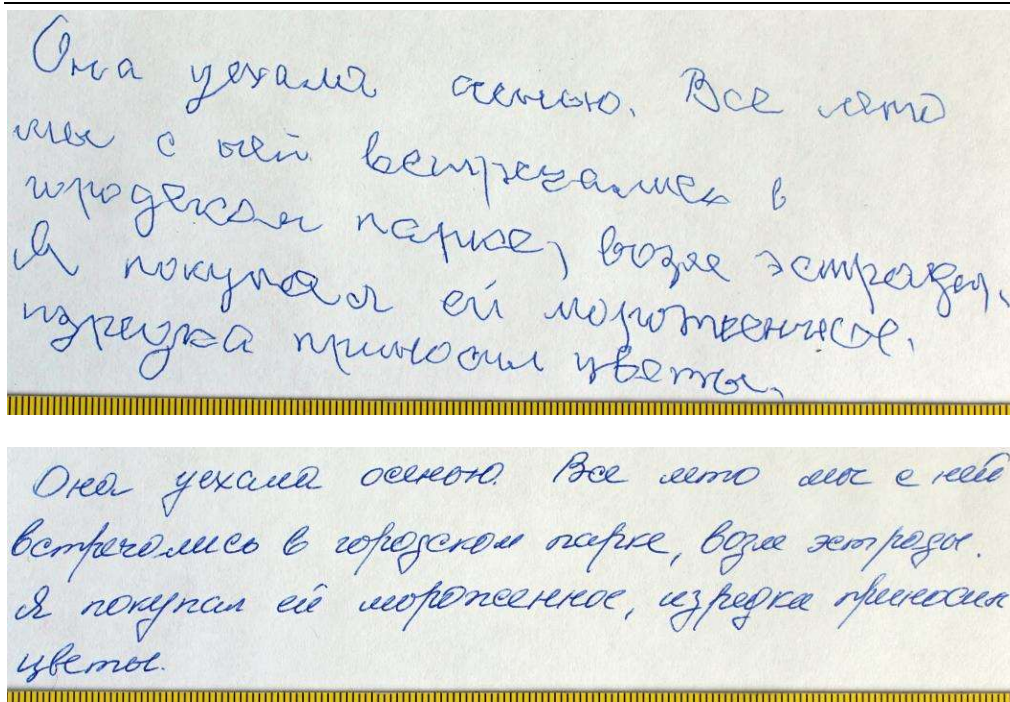 Она уехала осенью. Все лето
мы с ней встречались в
городском парке, возле эстрады.
Я покупал ей мороженное,
изредка приносил цветы.
Она уехала осенью. Все лето мы с ней
встречались в городском парке, возле эстрады.
Я покупал ей мороженное, изредка приносил
цветы.